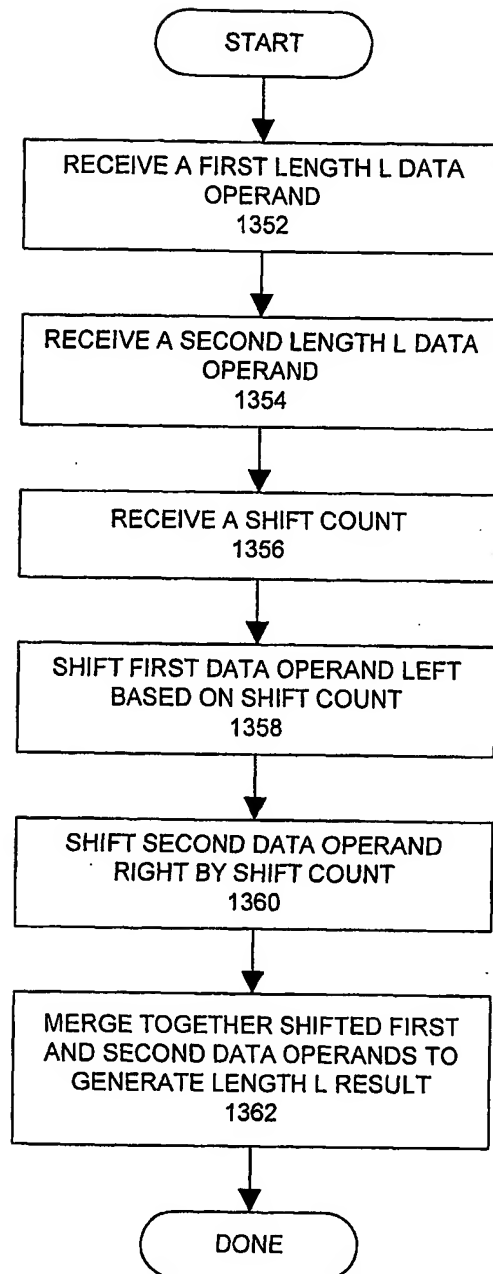 START
RECEIVE A FIRST LENGTH L DATA
OPERAND
1352
RECEIVE A SECOND LENGTH L DATA
OPERAND
1354
RECEIVE A SHIFT COUNT
1356
SHIFT FIRST DATA OPERAND LEFT
BASED ON SHIFT COUNT
1358
SHIFT SECOND DATA OPERAND
RIGHT BY SHIFT COUNT
1360
MERGE TOGETHER SHIFTED FIRST
AND SECOND DATA OPERANDS TO
GENERATE LENGTH L RESULT
1362
DONE